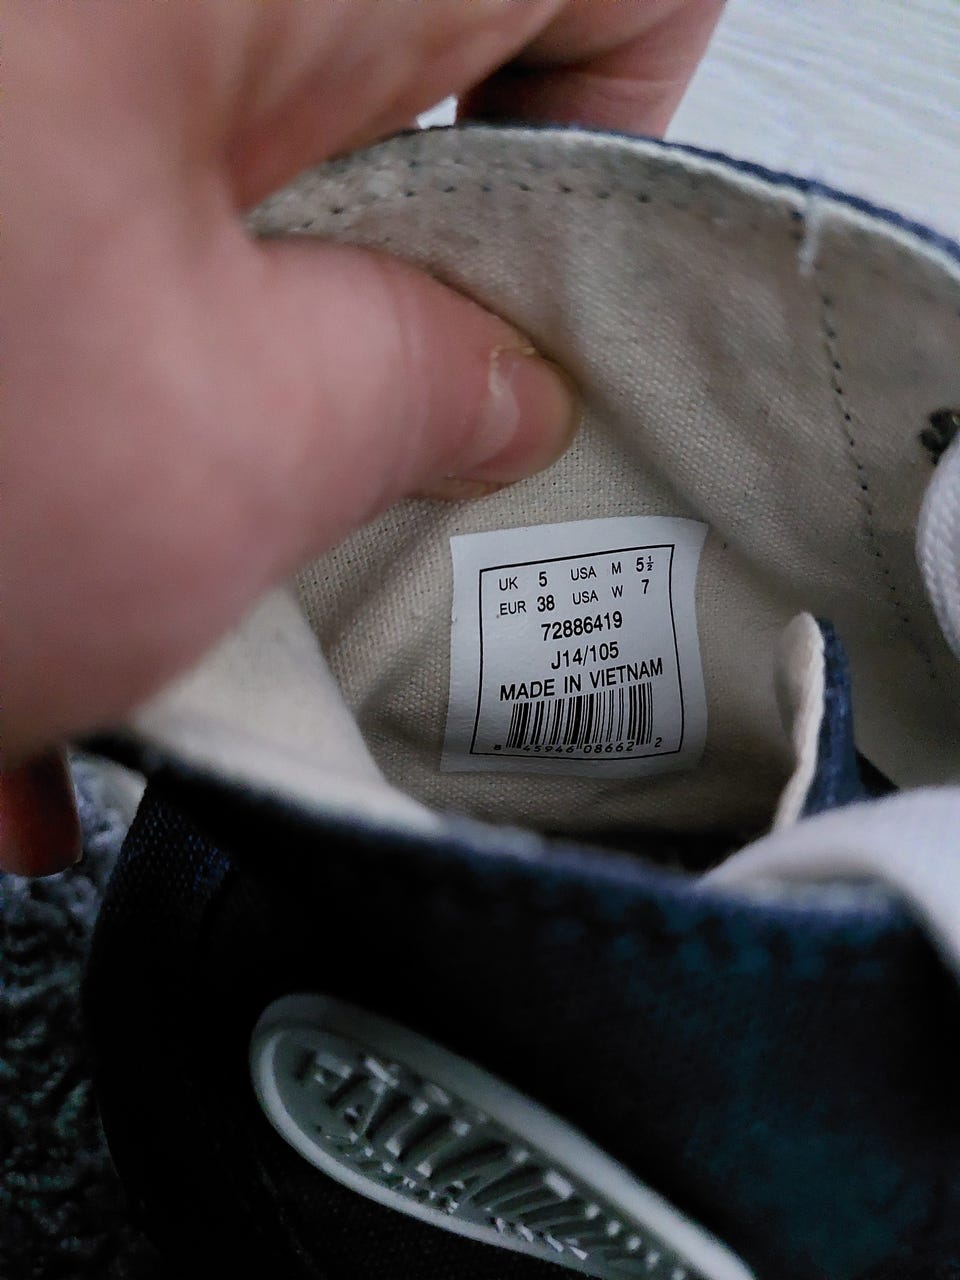 UK 5 USA M 5½
EUR 38 USA W 7
72886419
J14/105
MADE IN VIETNAM
8 45946 08662 2